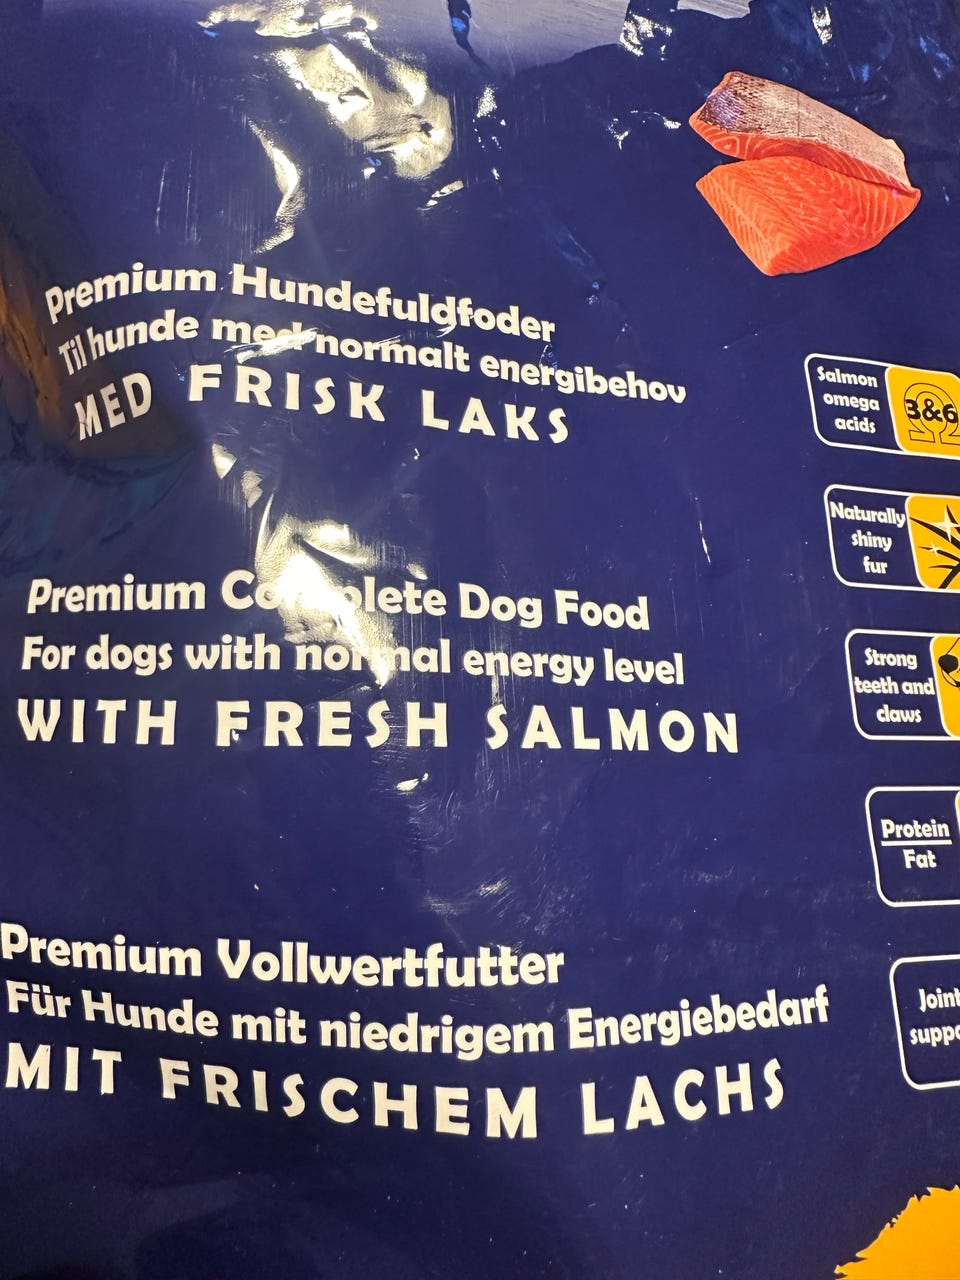 Premium Hundefuldfoder
Til hunde med normalt energibehov
MED FRISK LAKS
Salmon
omega
acids
3&6
Naturally
shiny
fur
Premium Complete Dog Food
For dogs with normal energy level
WITH FRESH SALMON
Strong
teeth and
claws
Protein
Fat
Premium Vollwertfutter
Für Hunde mit niedrigem Energiebedarf
MIT FRISCHEM LACHS
Joint